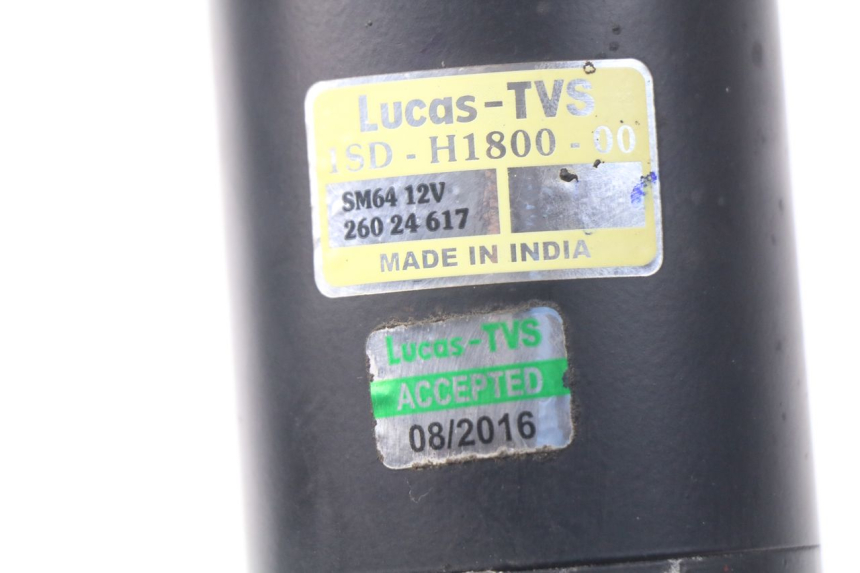 Lucas-TVS
1SD - H1800 - 00
SM64 12V
260 24 617
MADE IN INDIA
Lucas-TVS
ACCEPTED
08/2016